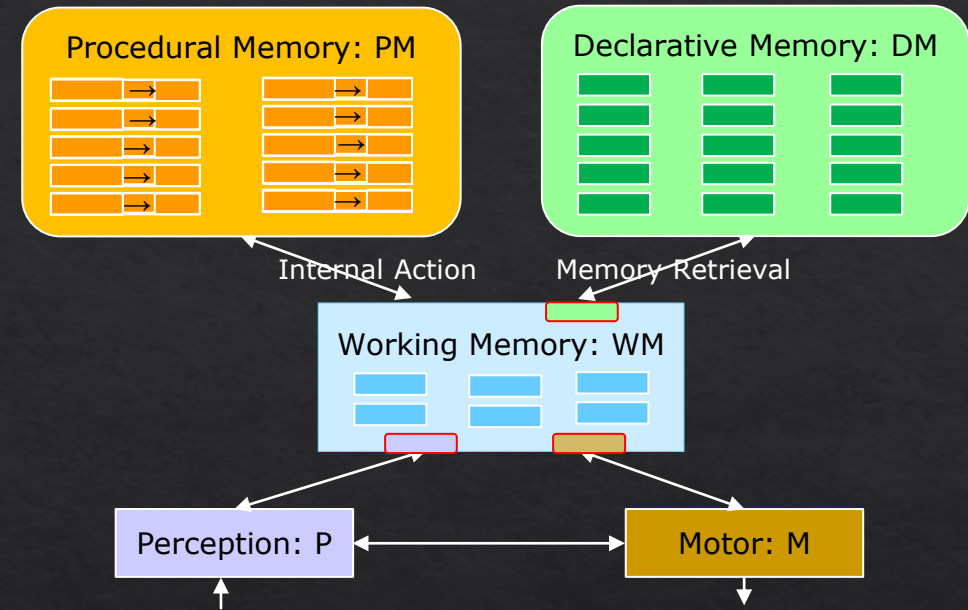 Procedural Memory: PM
→ →
→ →
→ →
→ →
→ →
Declarative Memory: DM
Internal Action
Memory Retrieval
Working Memory: WM
Perception: P
Motor: M